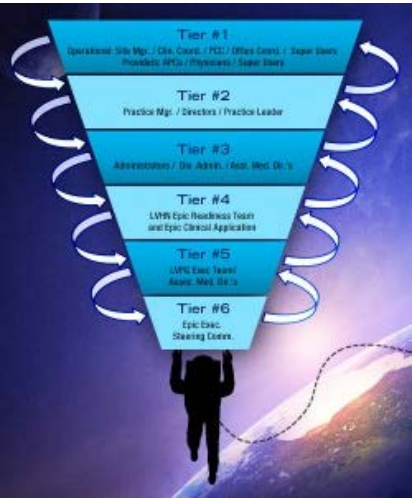 Tier #1
Operational: Site Mgr. / Clin. Coord. / PCC / Office Coord. / Super Users
Providers: APCs / Physicians / Super Users
Tier #2
Practice Mgr. / Directors / Practice Leader
Tier #3
Administrators / Div. Admin. / Asst. Med. Dir.'s
Tier #4
LVHN Epic Readiness Team
and Epic Clinical Application
Tier #5
LVPG Exec Team/
Assoc. Med. Dir.'s
Tier #6
Epic Exec.
Steering Comm.